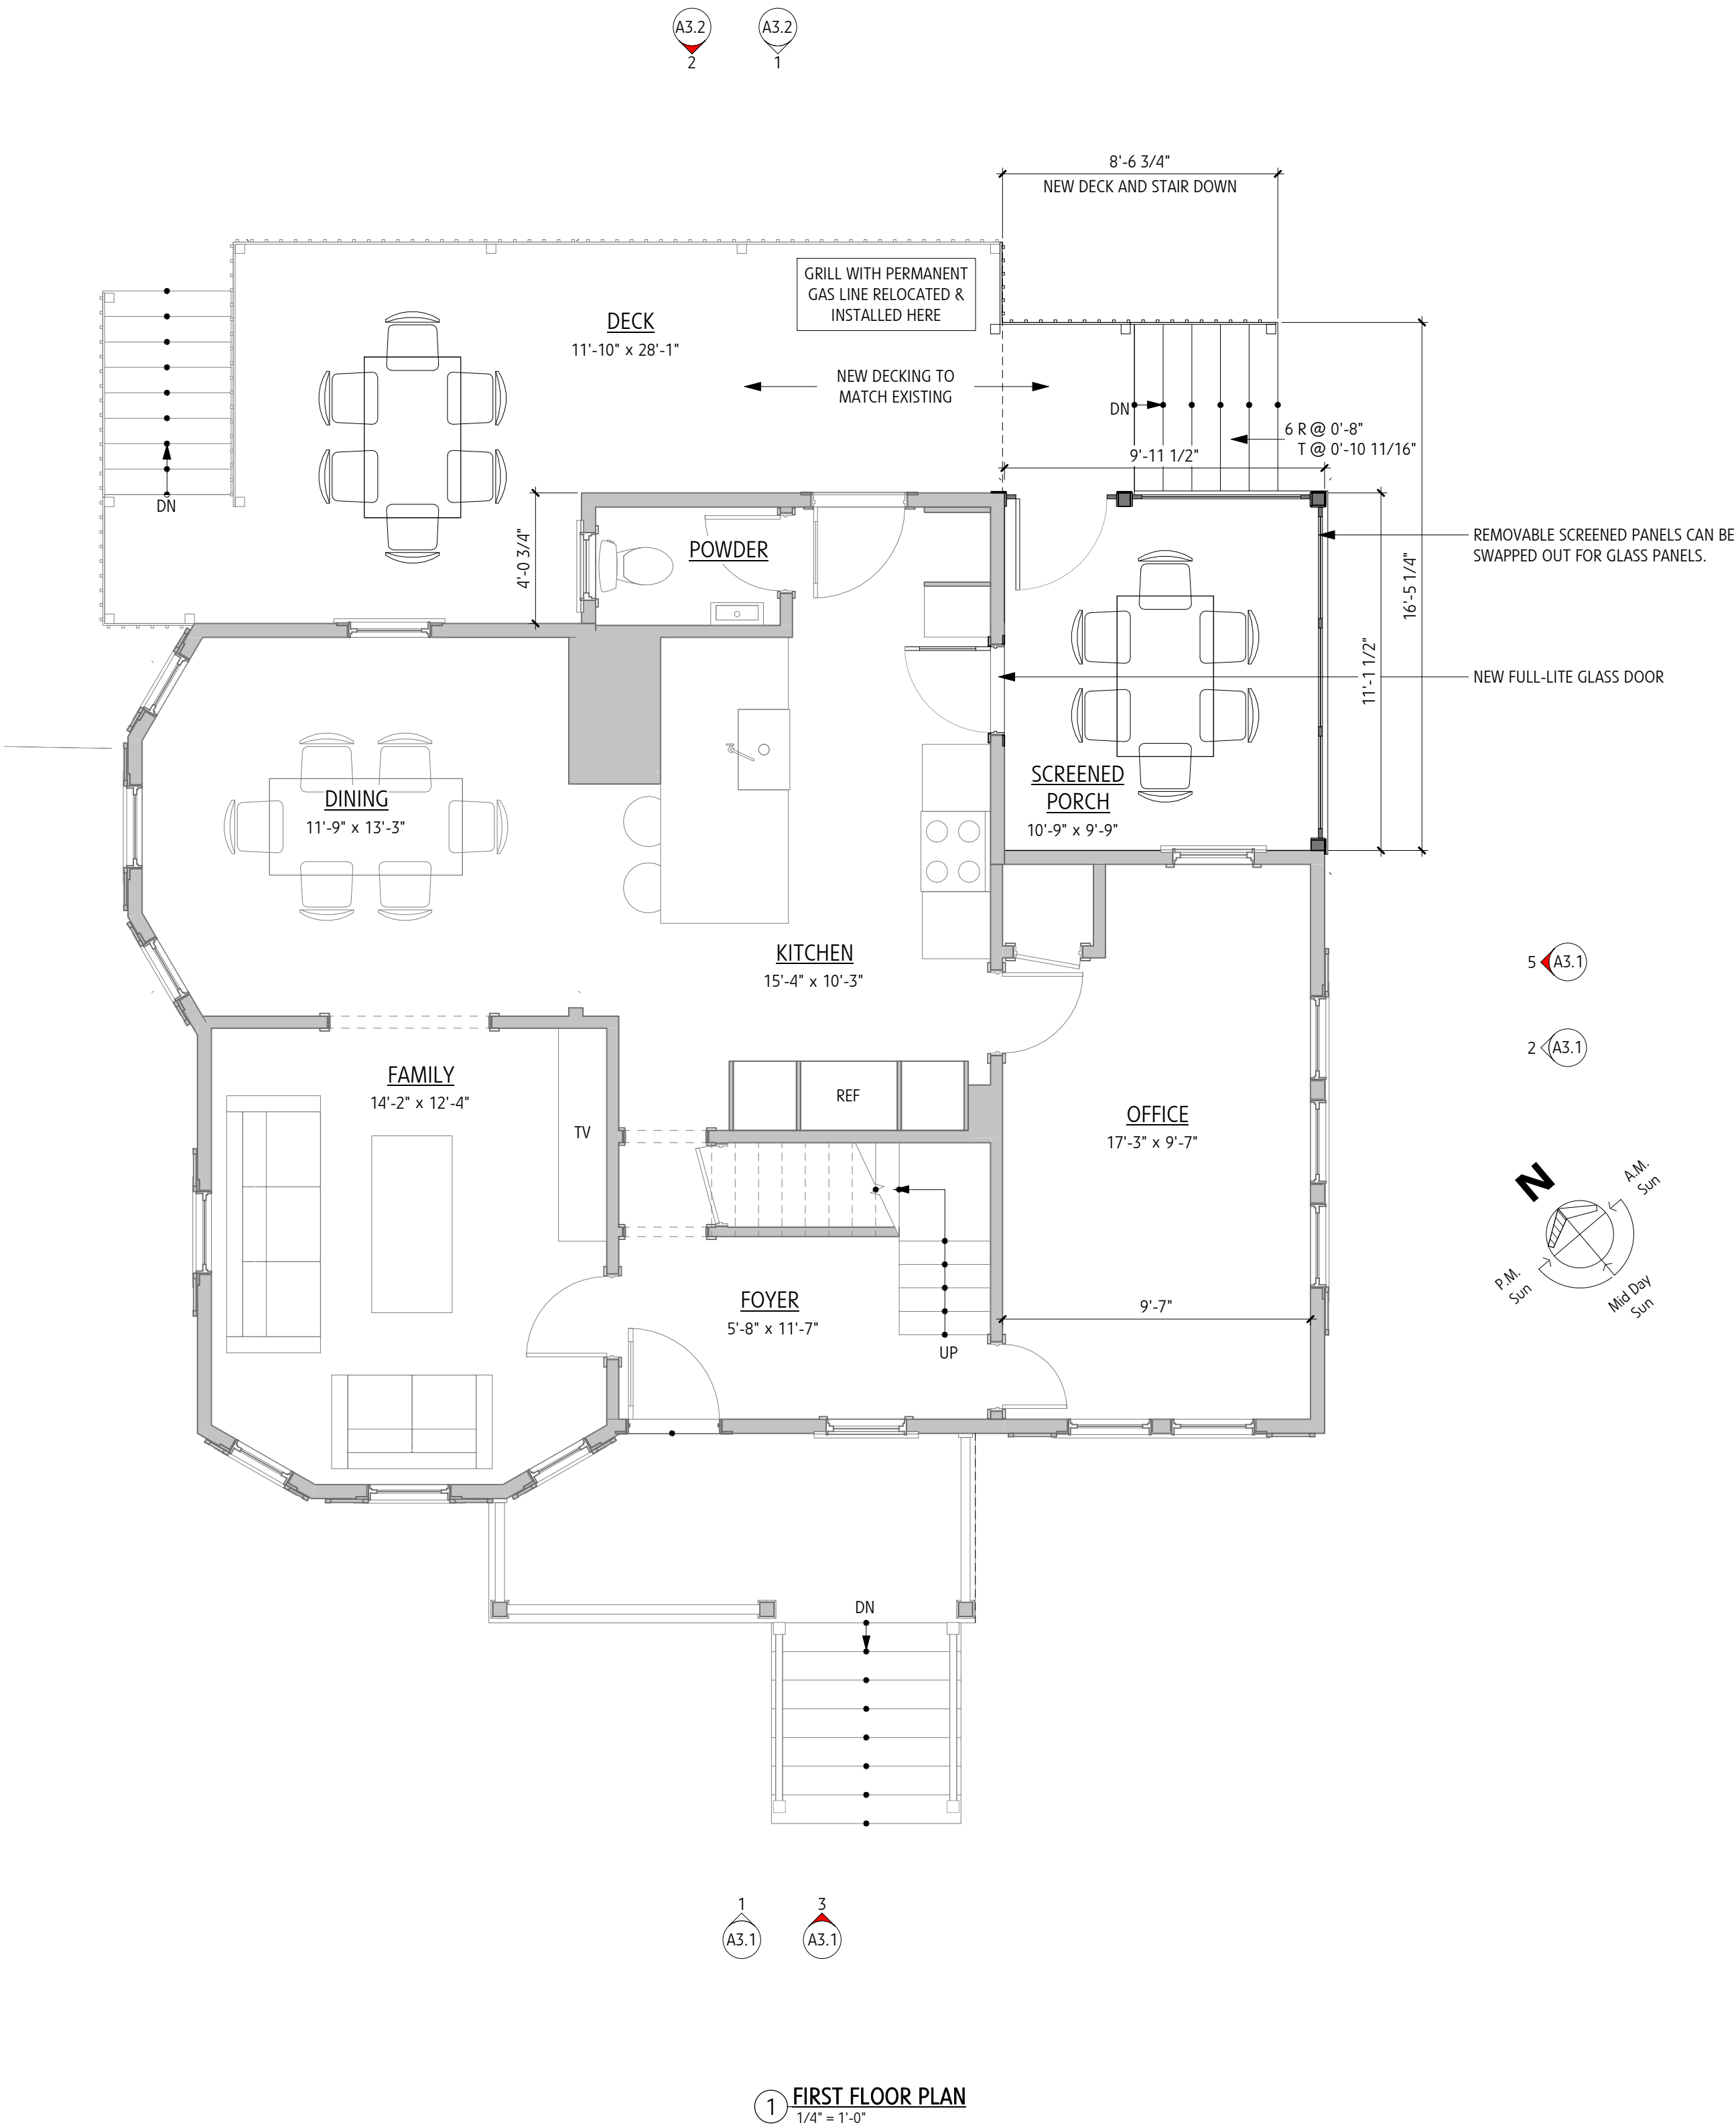 A3.2
2
A3.2
1
8'-6 3/4"
NEW DECK AND STAIR DOWN
GRILL WITH PERMANENT
GAS LINE RELOCATED &
INSTALLED HERE
DECK
11'-10" x 28'-1"
NEW DECKING TO
MATCH EXISTING
DN
6 R @ 0'-8"
T @ 0'-10 11/16"
9'-11 1/2"
DN
4'-0 3/4"
POWDER
REMOVABLE SCREENED PANELS CAN BE
SWAPPED OUT FOR GLASS PANELS.
16'-5 1/4"
11'-1 1/2"
NEW FULL-LITE GLASS DOOR
SCREENED
PORCH
10'-9" x 9'-9"
DINING
11'-9" x 13'-3"
KITCHEN
15'-4" x 10'-3"
5
A3.1
2
A3.1
FAMILY
14'-2" x 12'-4"
REF
TV
OFFICE
17'-3" x 9'-7"
N
A.M.
Sun
P.M.
Sun
Mid Day
Sun
FOYER
5'-8" x 11'-7"
9'-7"
UP
DN
1
A3.1
3
A3.1
1
FIRST FLOOR PLAN
1/4" = 1'-0"